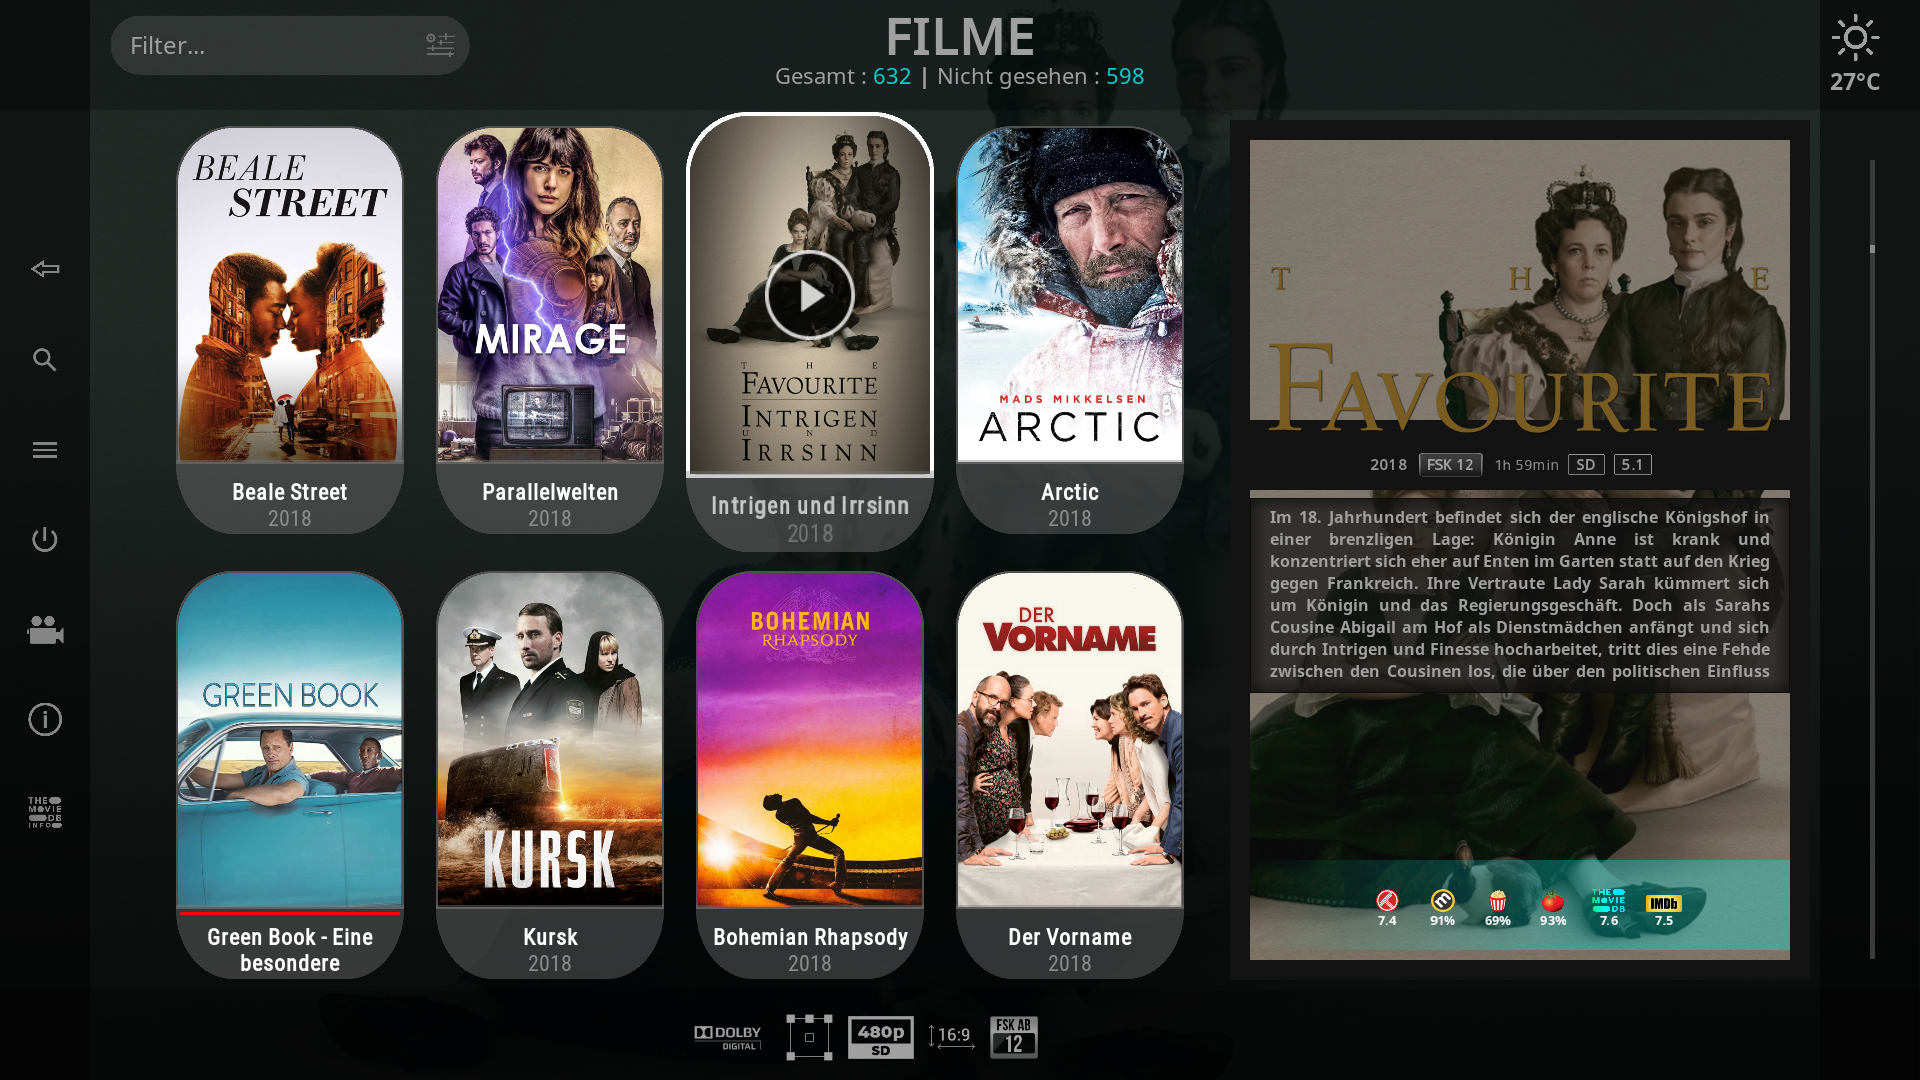 Filter...
FILME
Gesamt : 632 | Nicht gesehen : 598
27°C
BEALE
STREET
Beale Street
2018
MIRAGE
Parallelwelten
2018
THE
FAVOURITE
INTRIGEN
UND
IRRSINN
Intrigen und Irrsinn
2018
MADS MIKKELSEN
ARCTIC
Arctic
2018
GREEN BOOK
Green Book - Eine
besondere
KURSK
Kursk
2018
BOHEMIAN
RHAPSODY
Bohemian Rhapsody
2018
DER
VORNAME
Der Vorname
2018
THE
FAVOURITE
2018 FSK 12 1h 59min SD 5.1
Im 18. Jahrhundert befindet sich der englische Königshof in
einer brenzligen Lage: Königin Anne ist krank und
konzentriert sich eher auf Enten im Garten statt auf den Krieg
gegen Frankreich. Ihre Vertraute Lady Sarah kümmert sich
um Königin und das Regierungsgeschäft. Doch als Sarahs
Cousine Abigail am Hof als Dienstmädchen anfängt und sich
durch Intrigen und Finesse hocharbeitet, tritt dies eine Fehde
zwischen den Cousinen los, die über den politischen Einfluss
THE
MOVIE
DB
IMDb
7.4 91% 69% 93% 7.6 7.5
THE
MOVIE
DB
INFO
DOLBY
DIGITAL
480p
SD
16:9
FSK AB
12